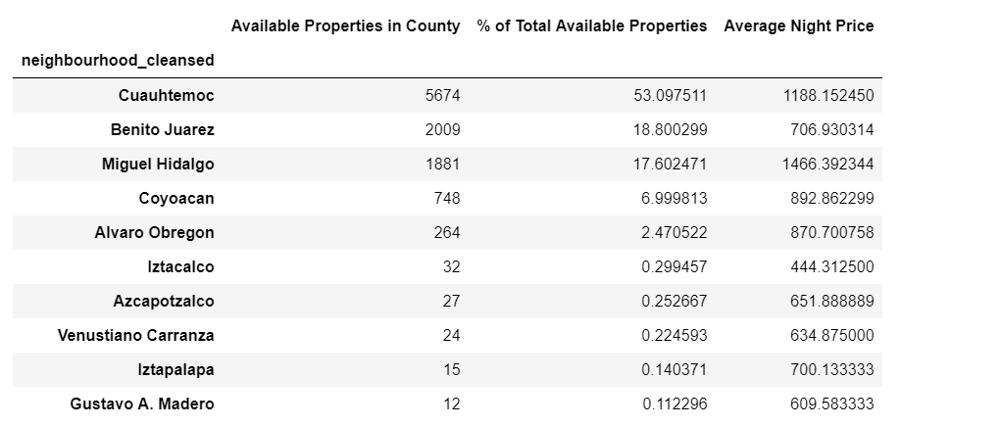 Available Properties in County % of Total Available Properties Average Night Price
neighbourhood_cleansed
Cuauhtemoc 5674 53.097511 1188.152450
Benito Juarez 2009 18.800299 706.930314
Miguel Hidalgo 1881 17.602471 1466.392344
Coyoacan 748 6.999813 892.862299
Alvaro Obregon 264 2.470522 870.700758
Iztacalco 32 0.299457 444.312500
Azcapotzalco 27 0.252667 651.888889
Venustiano Carranza 24 0.224593 634.875000
Iztapalapa 15 0.140371 700.133333
Gustavo A. Madero 12 0.112296 609.583333